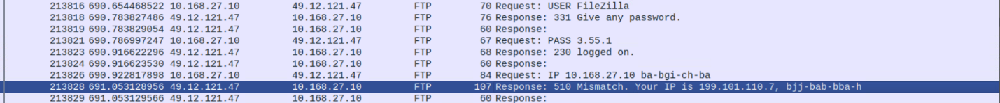 213816 690.654468522 10.168.27.10 49.12.121.47 FTP 70 Request: USER FileZilla
213818 690.783827486 49.12.121.47 10.168.27.10 FTP 76 Response: 331 Give any password.
213819 690.783829054 49.12.121.47 10.168.27.10 FTP 60 Response:
213821 690.786997247 10.168.27.10 49.12.121.47 FTP 67 Request: PASS 3.55.1
213823 690.916622296 49.12.121.47 10.168.27.10 FTP 68 Response: 230 logged on.
213824 690.916623530 49.12.121.47 10.168.27.10 FTP 60 Response:
213826 690.922817898 10.168.27.10 49.12.121.47 FTP 84 Request: IP 10.168.27.10 ba-bgi-ch-ba
213828 691.053128956 49.12.121.47 10.168.27.10 FTP 107 Response: 510 Mismatch. Your IP is 199.101.110.7, bjj-bab-bba-h
213829 691.053129566 49.12.121.47 10.168.27.10 FTP 60 Response: